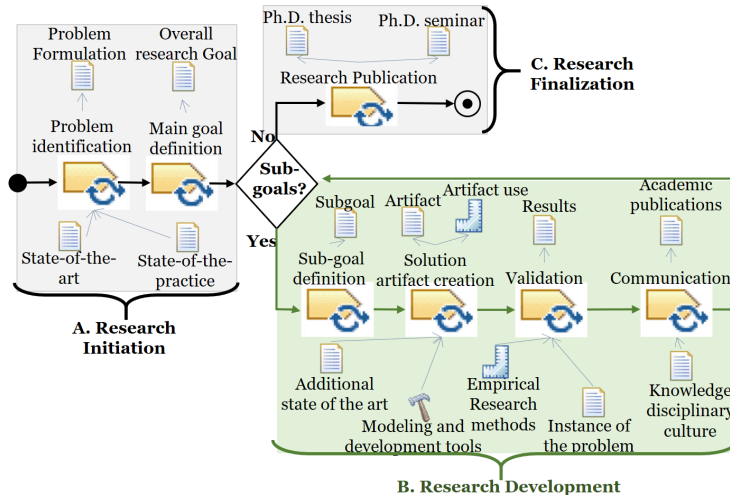 Problem
Formulation
Overall
research Goal
Problem
identification
Main goal
definition
State-of-the-
art
State-of-the-
practice
A. Research
Initiation
Ph.D. thesis
Ph.D. seminar
Research Publication
C. Research
Finalization
No
Sub-
goals?
Yes
Subgoal
Artifact
Artifact use
Results
Academic
publications
Sub-goal
definition
Solution
artifact creation
Validation
Communication
Additional
state of the art
Modeling and
development tools
Empirical
Research
methods
Instance of
the problem
Knowledge
disciplinary
culture
B. Research Development